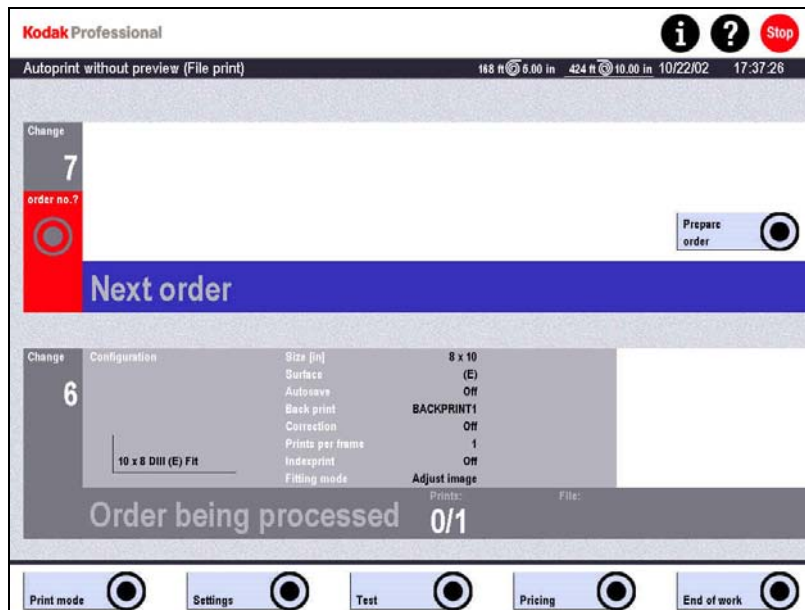 Kodak Professional
i ? Stop
Autoprint without preview (File print) 168 ft 5.00 in 424 ft 10.00 in 10/22/02 17:37:26
Change
7
order no.?
Prepare
order
Next order
Change
6
Configuration
10 x 8 DIII (E) Fit
Size [in] 8 x 10
Surface (E)
Autosave Off
Back print BACKPRINT1
Correction Off
Prints per frame 1
Indexprint Off
Fitting mode Adjust image
Order being processed
Prints:
0/1
File:
Print mode
Settings
Test
Pricing
End of work